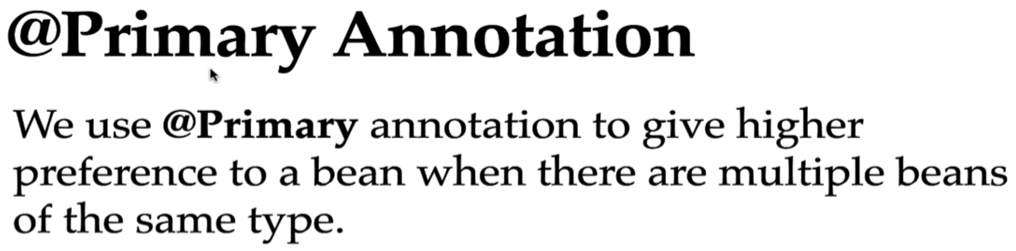 @Primary Annotation
We use @Primary annotation to give higher
preference to a bean when there are multiple beans
of the same type.